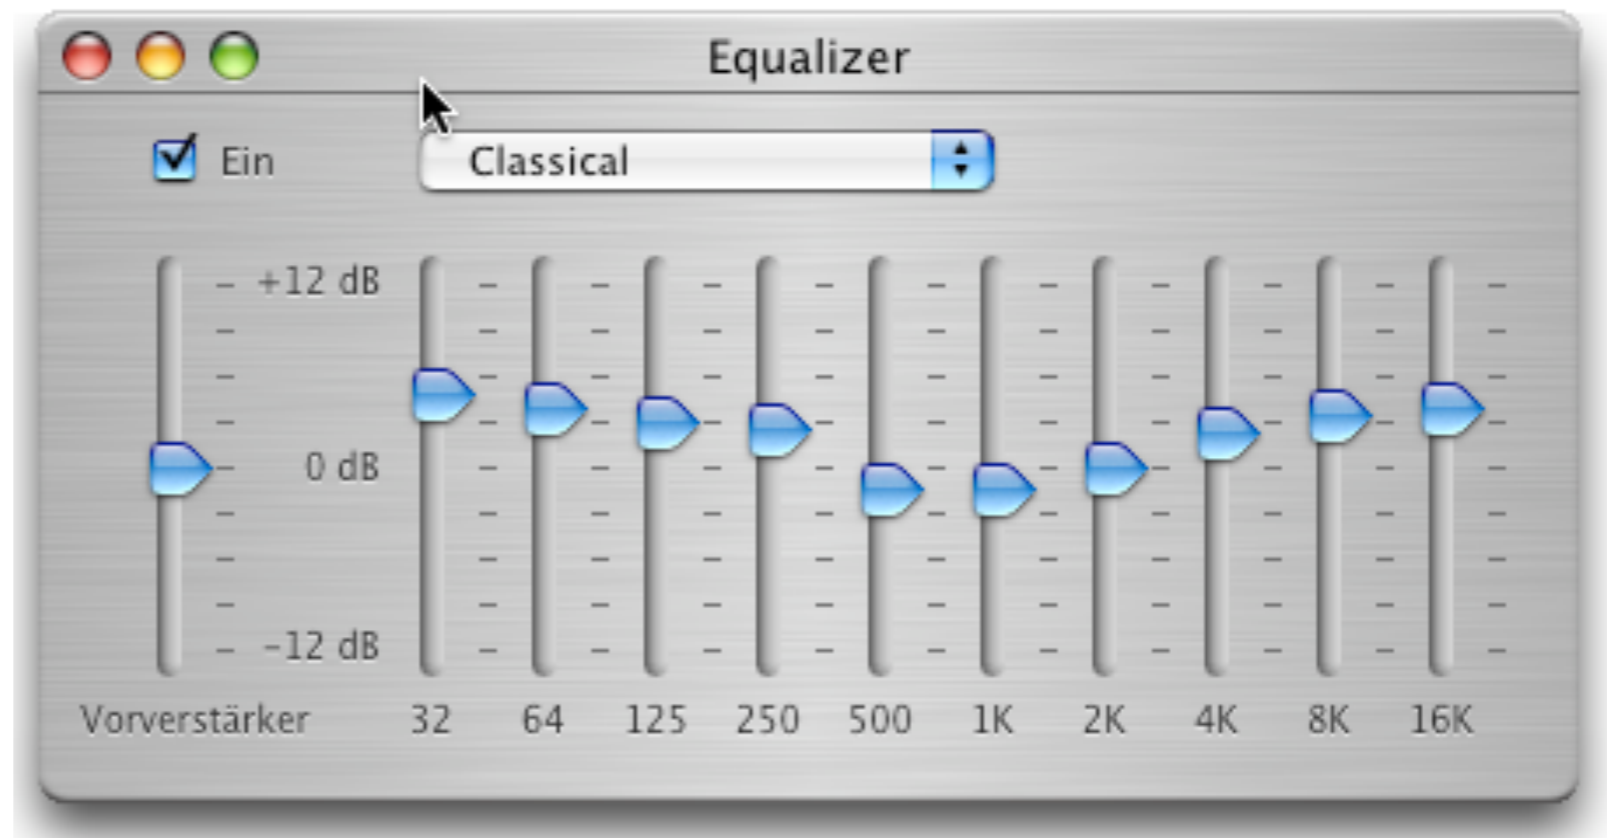 Equalizer
Ein
Classical
+12 dB
0 dB
−12 dB
Vorverstärker 32 64 125 250 500 1K 2K 4K 8K 16K